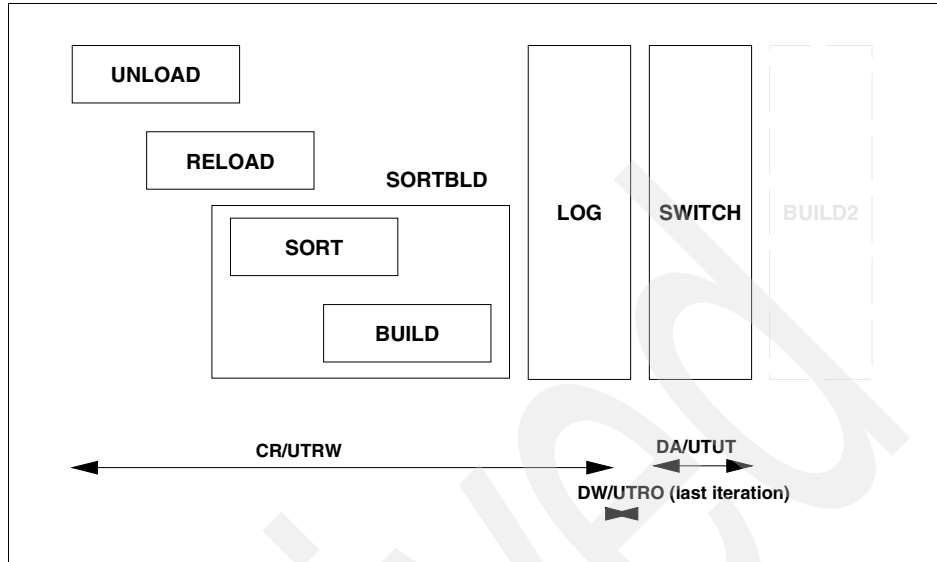 UNLOAD
RELOAD
SORTBLD
SORT
BUILD
LOG
SWITCH
BUILD2
CR/UTRW
DA/UTUT
DW/UTRO (last iteration)